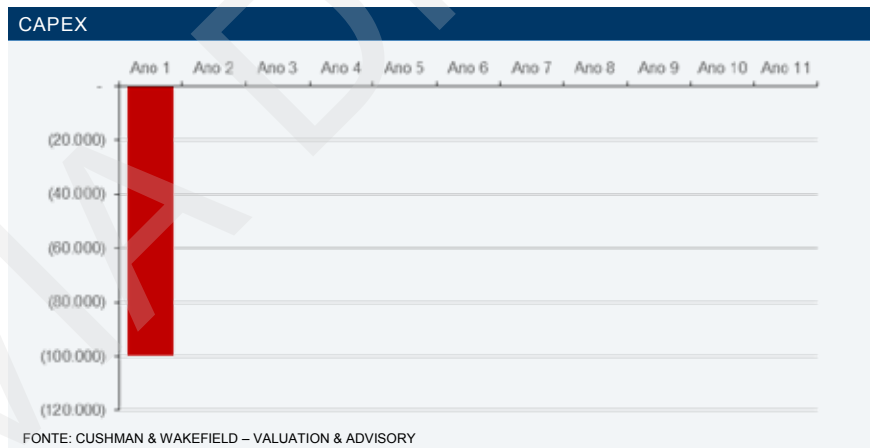 CAPEX
Ano 1 Ano 2 Ano 3 Ano 4 Ano 5 Ano 6 Ano 7 Ano 8 Ano 9 Ano 10 Ano 11
-
(20.000)
(40.000)
(60.000)
(80.000)
(100.000)
(120.000)
FONTE: CUSHMAN & WAKEFIELD – VALUATION & ADVISORY